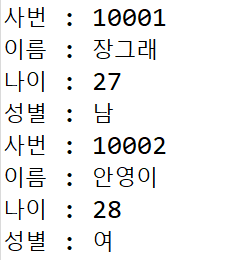 사번 : 10001
이름 : 장그래
나이 : 27
성별 : 남
사번 : 10002
이름 : 안영이
나이 : 28
성별 : 여